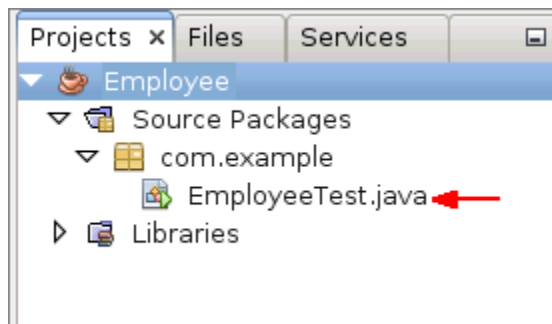 Projects Files Services
Employee
Source Packages
com.example
EmployeeTest.java
Libraries